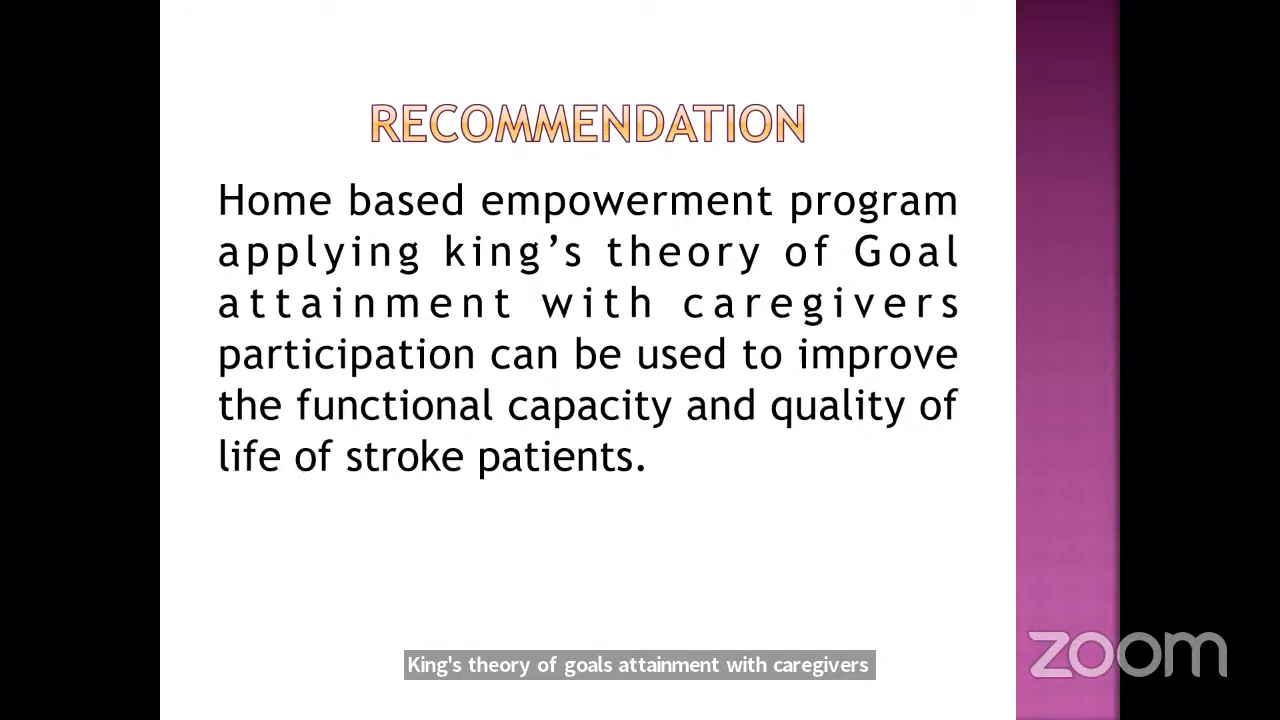 RECOMMENDATION
Home based empowerment program
applying king’s theory of Goal
attainment with caregivers
participation can be used to improve
the functional capacity and quality of
life of stroke patients.
King's theory of goals attainment with caregivers
zoom